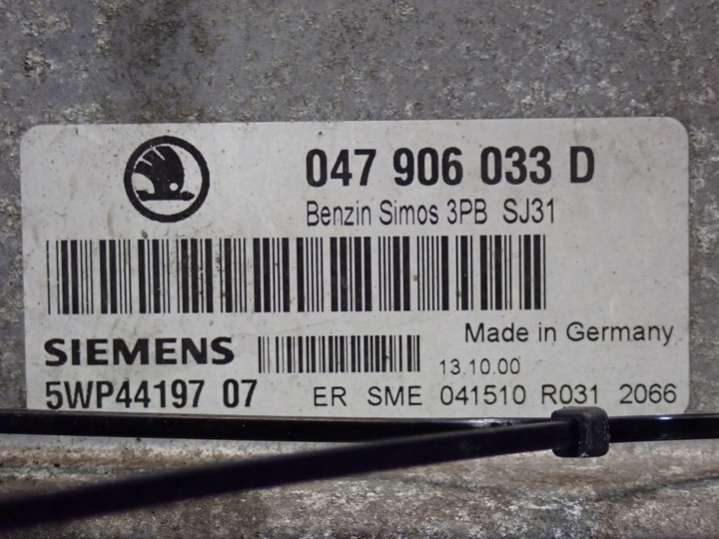 047 906 033 D
Benzin Simos 3PB SJ31
Made in Germany
SIEMENS
13.10.00
5WP44197 07 ER SME 041510 R031 2066